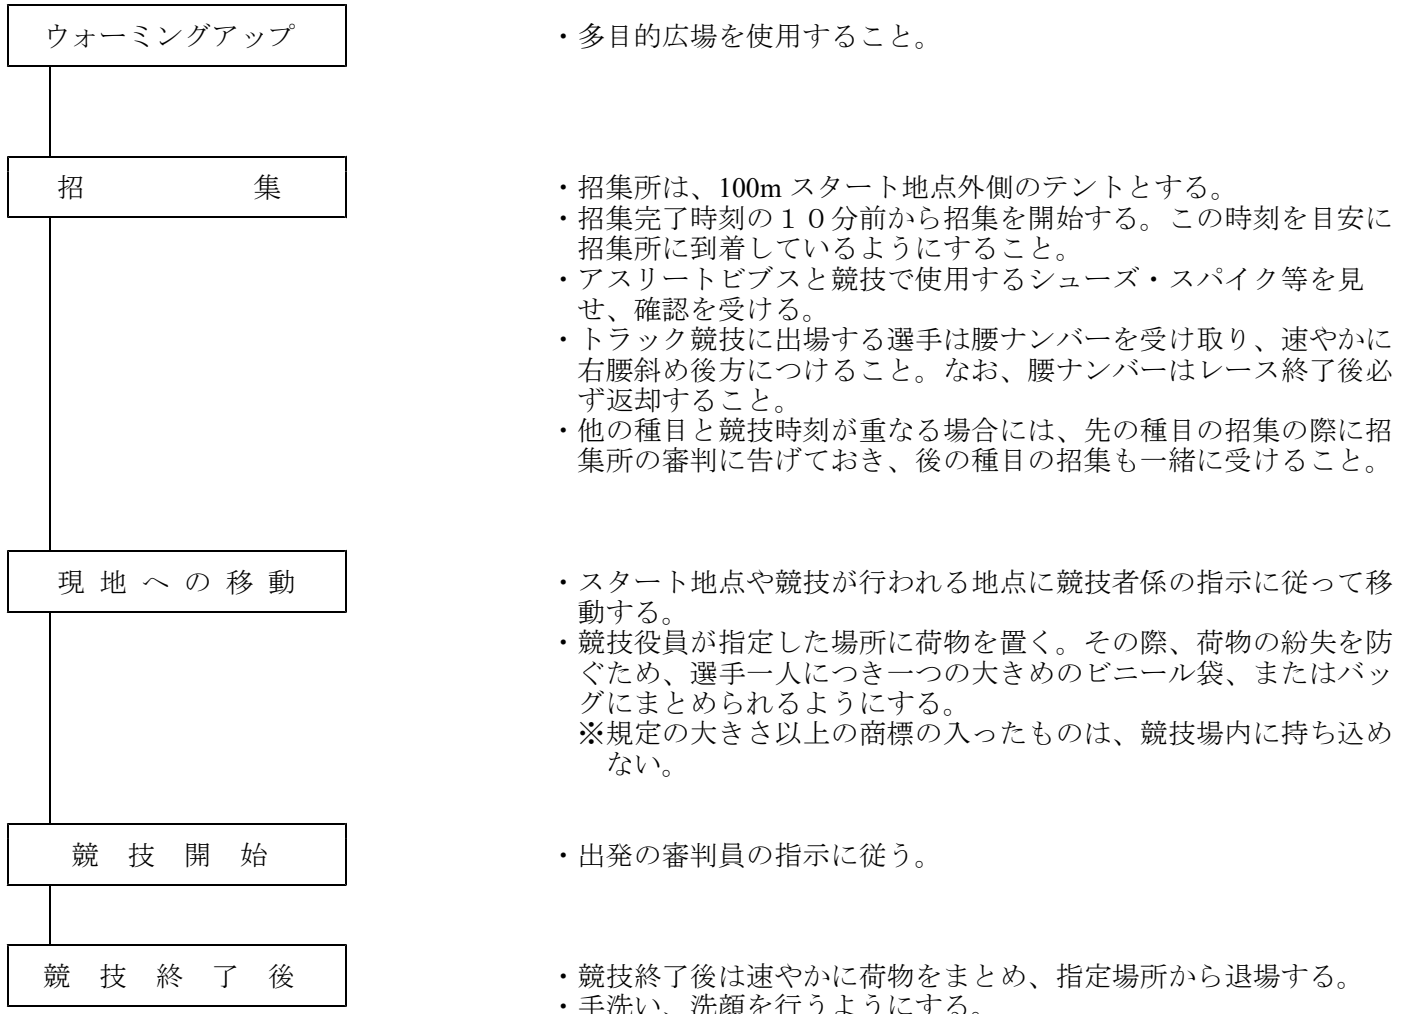 ウォーミングアップ
・多目的広場を使用すること。
招集
・招集所は、100m スタート地点外側のテントとする。
・招集完了時刻の１０分前から招集を開始する。この時刻を目安に
招集所に到着しているようにすること。
・アスリートビブスと競技で使用するシューズ・スパイク等を見
せ、確認を受ける。
・トラック競技に出場する選手は腰ナンバーを受け取り、速やかに
右腰斜め後方につけること。なお、腰ナンバーはレース終了後必
ず返却すること。
・他の種目と競技時刻が重なる場合には、先の種目の招集の際に招
集所の審判に告げておき、後の種目の招集も一緒に受けること。
現地への移動
・スタート地点や競技が行われる地点に競技者係の指示に従って移
動する。
・競技役員が指定した場所に荷物を置く。その際、荷物の紛失を防
ぐため、選手一人につき一つの大きめのビニール袋、またはバッ
グにまとめられるようにする。
※規定の大きさ以上の商標の入ったものは、競技場内に持ち込め
ない。
競技開始
・出発の審判員の指示に従う。
競技終了後
・競技終了後は速やかに荷物をまとめ、指定場所から退場する。
・手洗い、洗顔を行うようにする。